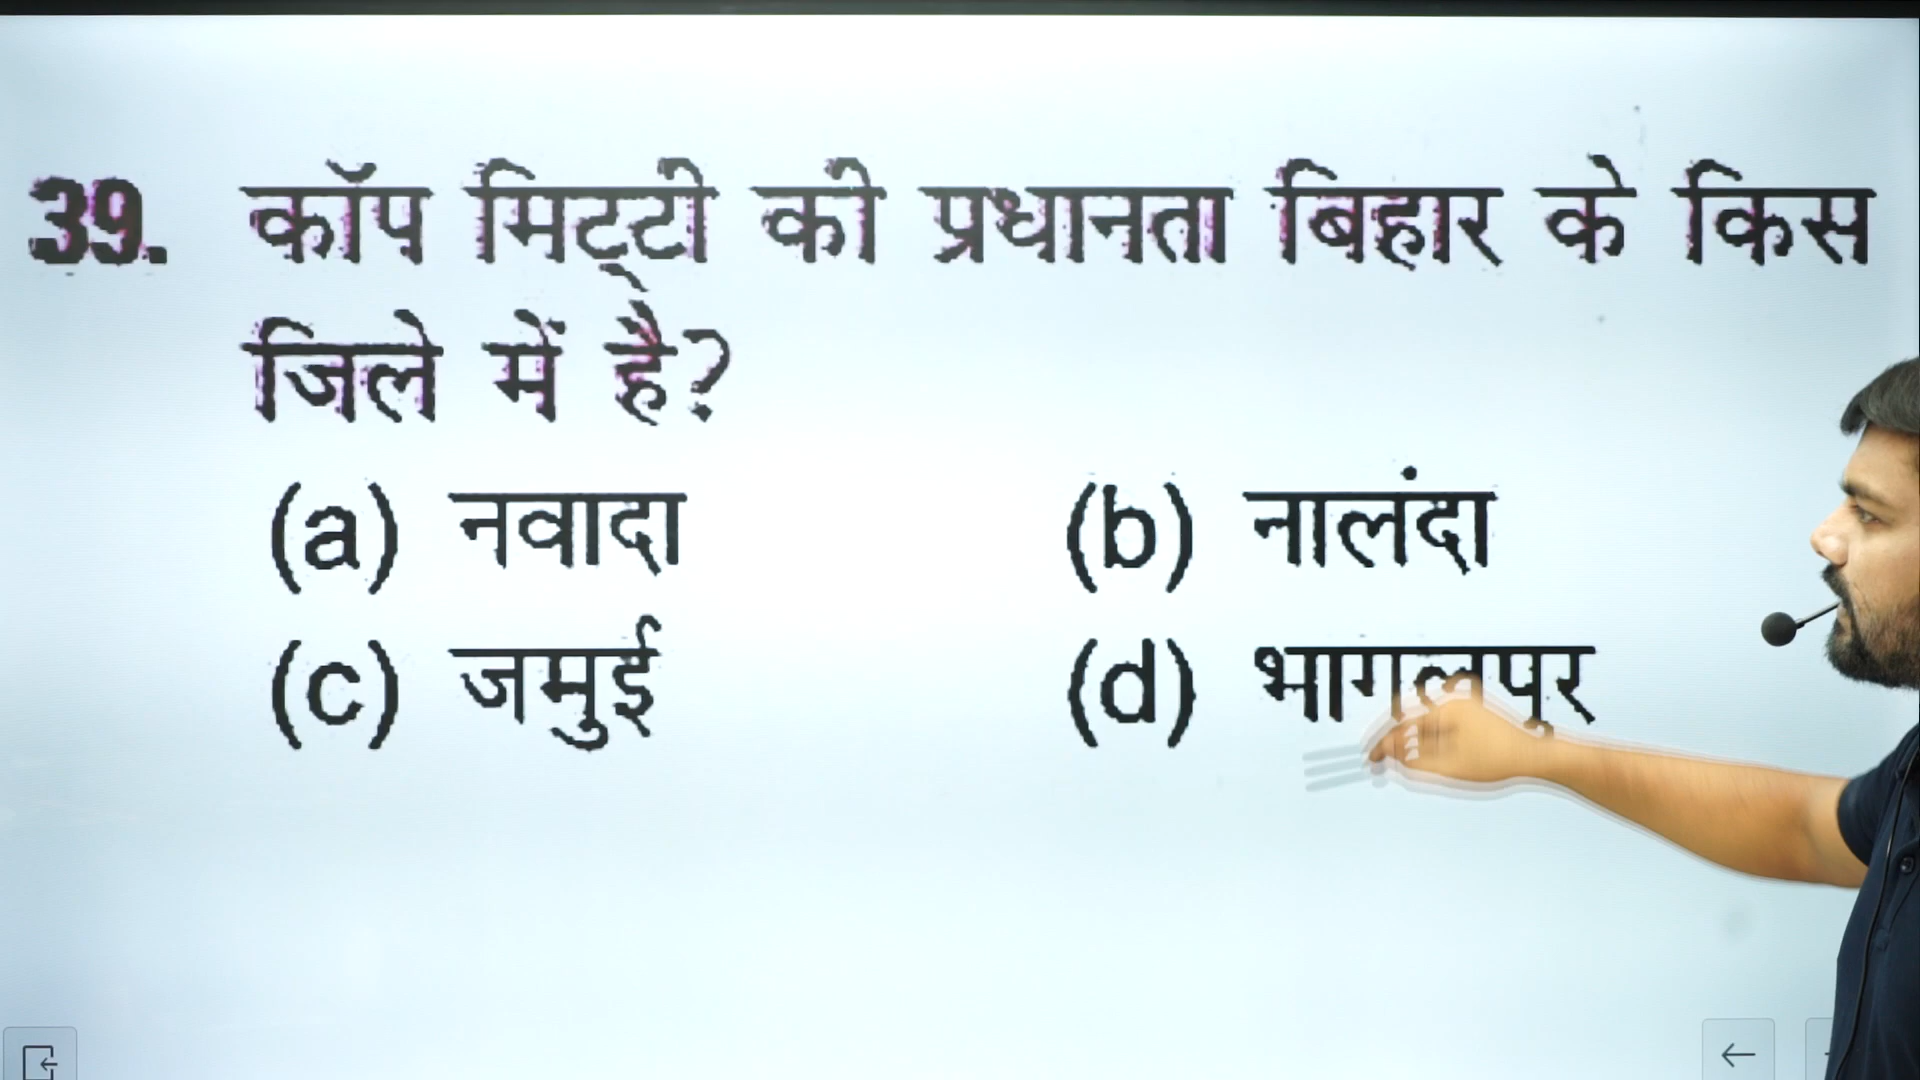 39. कॉप मिट्टी की प्रधानता बिहार के किस
जिले में है?
(a) नवादा
(b) नालंदा
(c) जमुई
(d) भागलपुर